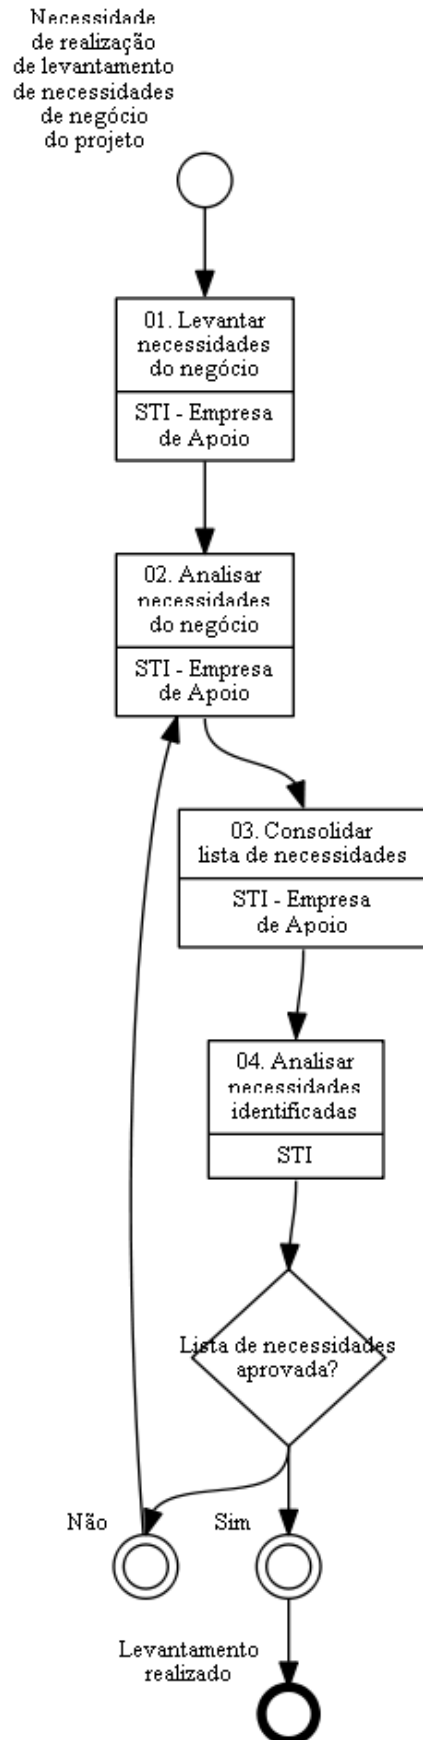 Necessidade
de realização
de levantamento
de necessidades
de negócio
do projeto
01. Levantar
necessidades
do negócio
STI - Empresa
de Apoio
02. Analisar
necessidades
do negócio
STI - Empresa
de Apoio
03. Consolidar
lista de necessidades
STI - Empresa
de Apoio
04. Analisar
necessidades
identificadas
STI
Lista de necessidades
aprovada?
Não
Sim
Levantamento
realizado